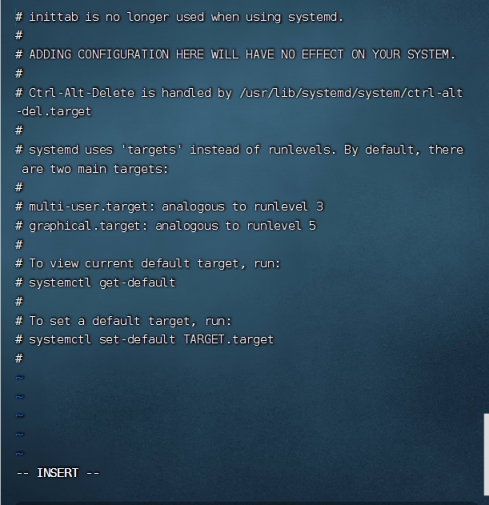 # inittab is no longer used when using systemd.
#
# ADDING CONFIGURATION HERE WILL HAVE NO EFFECT ON YOUR SYSTEM.
#
# Ctrl-Alt-Delete is handled by /usr/lib/systemd/system/ctrl-alt
-del.target
#
# systemd uses 'targets' instead of runlevels. By default, there
 are two main targets:
#
# multi-user.target: analogous to runlevel 3
# graphical.target: analogous to runlevel 5
#
# To view current default target, run:
# systemctl get-default
#
# To set a default target, run:
# systemctl set-default TARGET.target
#
~
~
~
~
~
-- INSERT --